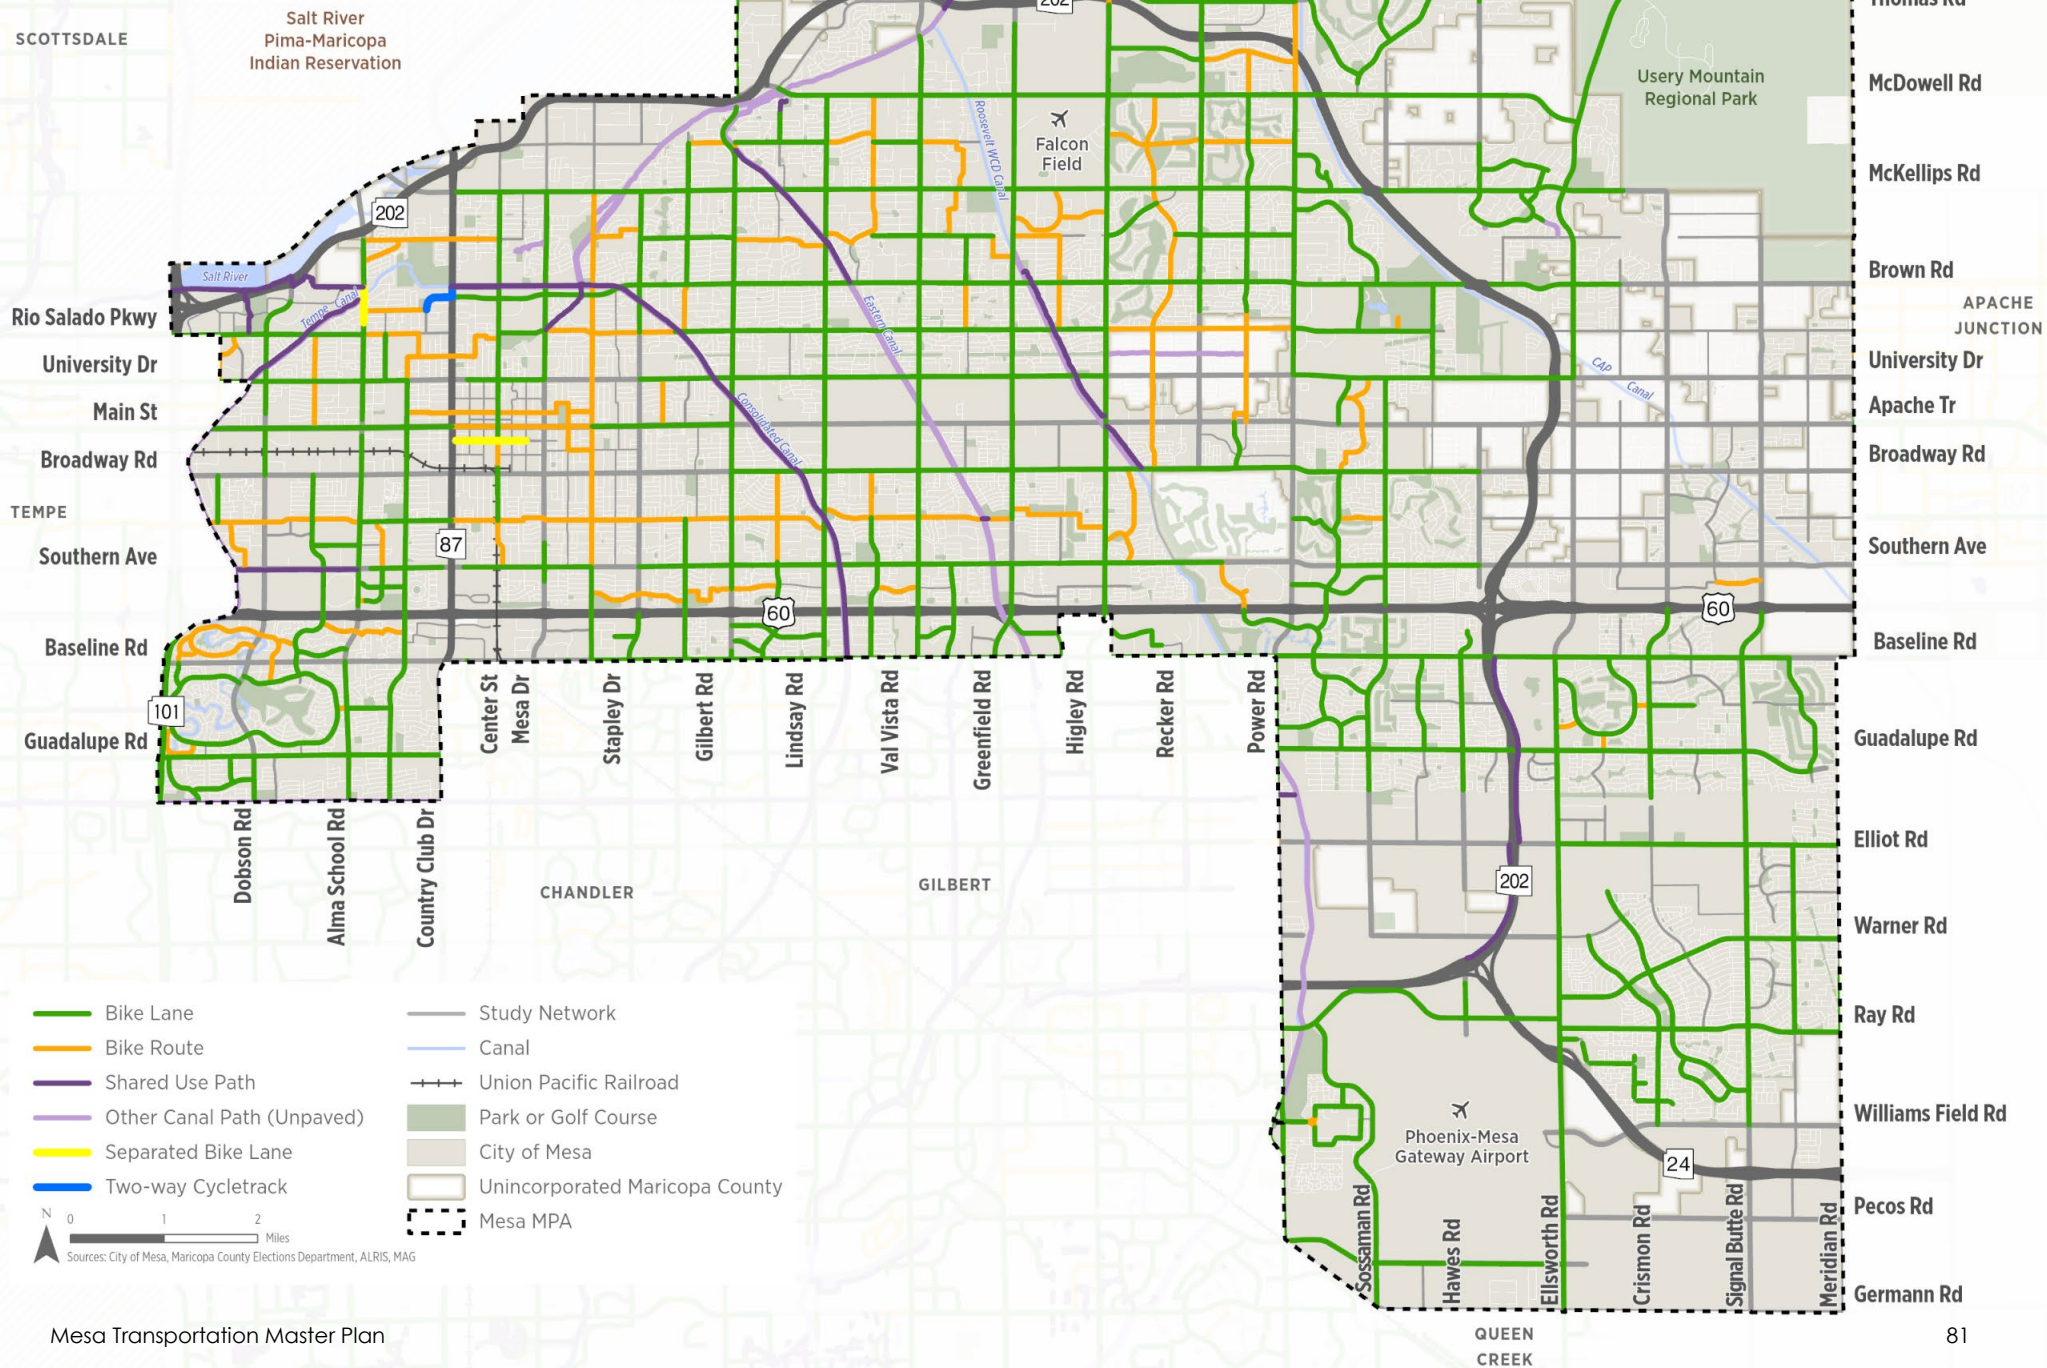 Thomas Rd
202
SCOTTSDALE
Salt River
Pima-Maricopa
Indian Reservation
Usery Mountain
Regional Park
McDowell Rd
Roosevelt WCD Canal
Falcon
Field
McKellips Rd
202
Salt River
Tempe Canal
Brown Rd
Rio Salado Pkwy
Eastern Canal
APACHE
JUNCTION
University Dr
University Dr
CAP
Canal
Main St
Consolidated Canal
Apache Tr
Broadway Rd
Broadway Rd
TEMPE
87
Southern Ave
Southern Ave
60
60
Baseline Rd
Baseline Rd
101
Guadalupe Rd
Center St
Mesa Dr
Stapley Dr
Gilbert Rd
Lindsay Rd
Val Vista Rd
Greenfield Rd
Higley Rd
Recker Rd
Power Rd
Guadalupe Rd
Dobson Rd
Alma School Rd
Country Club Dr
CHANDLER
GILBERT
Elliot Rd
202
Warner Rd
Ray Rd
Williams Field Rd
Phoenix-Mesa
Gateway Airport
24
Pecos Rd
Sossaman Rd
Hawes Rd
Ellsworth Rd
Crismon Rd
Signal Butte Rd
Meridian Rd
Germann Rd
QUEEN
CREEK
Bike Lane
Bike Route
Shared Use Path
Other Canal Path (Unpaved)
Separated Bike Lane
Two-way Cycletrack
Study Network
Canal
Union Pacific Railroad
Park or Golf Course
City of Mesa
Unincorporated Maricopa County
Mesa MPA
N
0 1 2
Miles
Sources: City of Mesa, Maricopa County Elections Department, ALRIS, MAG
Mesa Transportation Master Plan
81